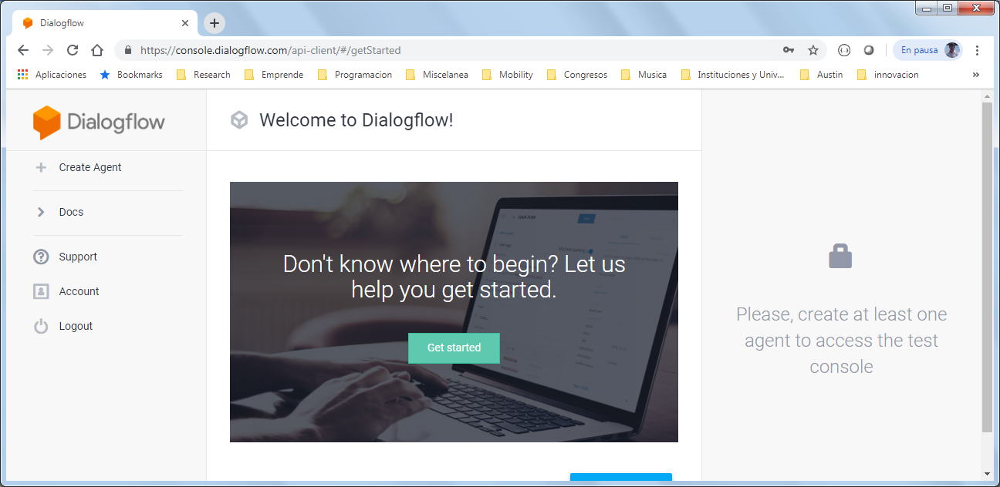 Dialogflow
https://console.dialogflow.com/api-client/#/getStarted
En pausa
Aplicaciones
Bookmarks
Research
Emprende
Programacion
Miscelanea
Mobility
Congresos
Musica
Instituciones y Univ...
Austin
innovacion
»
Dialogflow
Welcome to Dialogflow!
Create Agent
Docs
Support
Account
Logout
Don't know where to begin? Let us
help you get started.
Get started
Please, create at least one
agent to access the test
console